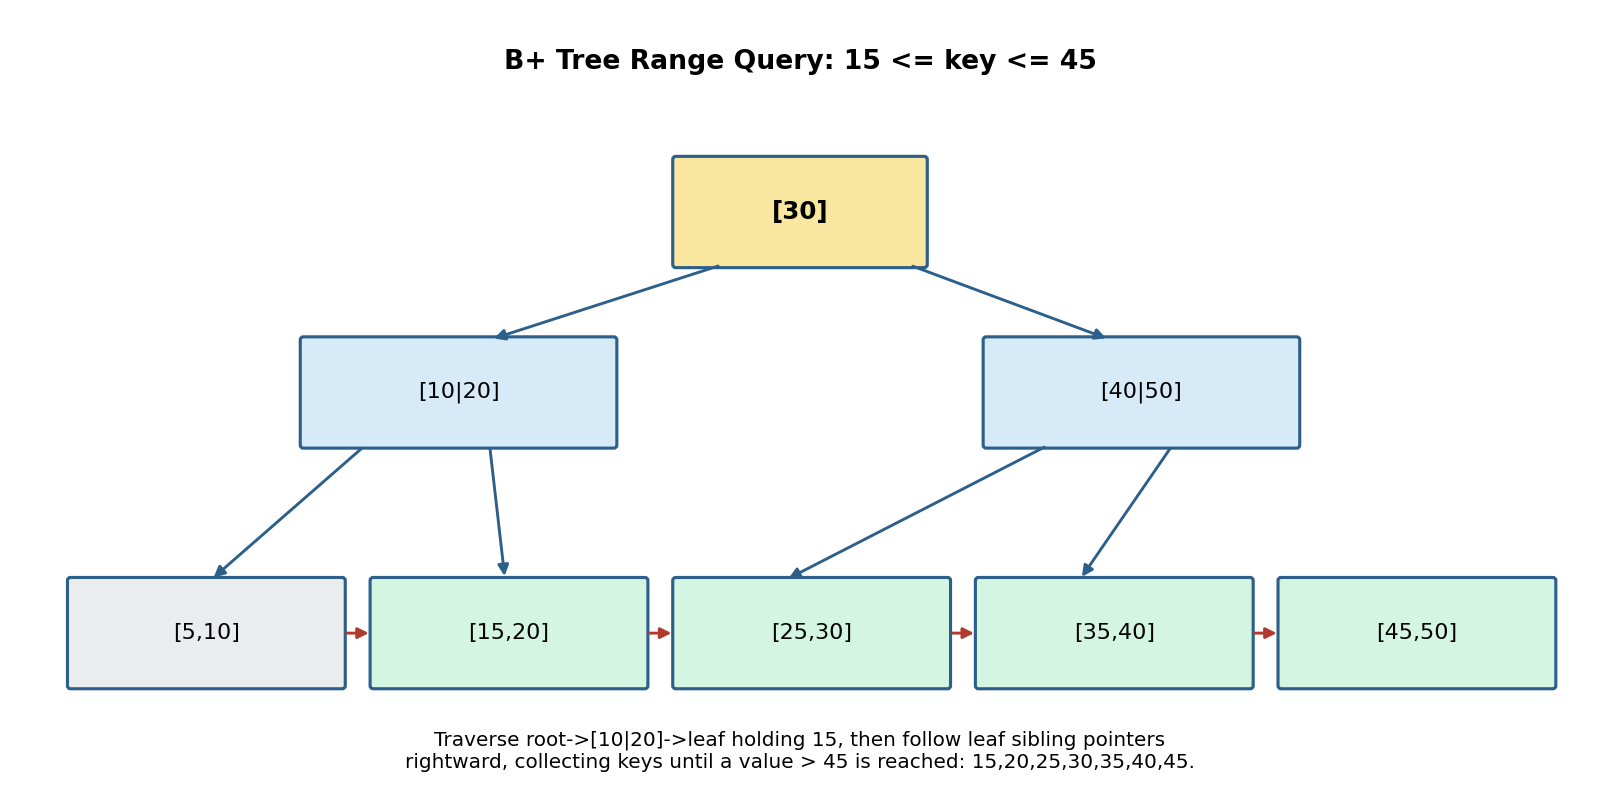 B+ Tree Range Query: 15 <= key <= 45
[30]
[10|20]
[40|50]
[5,10]
[15,20]
[25,30]
[35,40]
[45,50]
Traverse root->[10|20]->leaf holding 15, then follow leaf sibling pointers
rightward, collecting keys until a value > 45 is reached: 15,20,25,30,35,40,45.